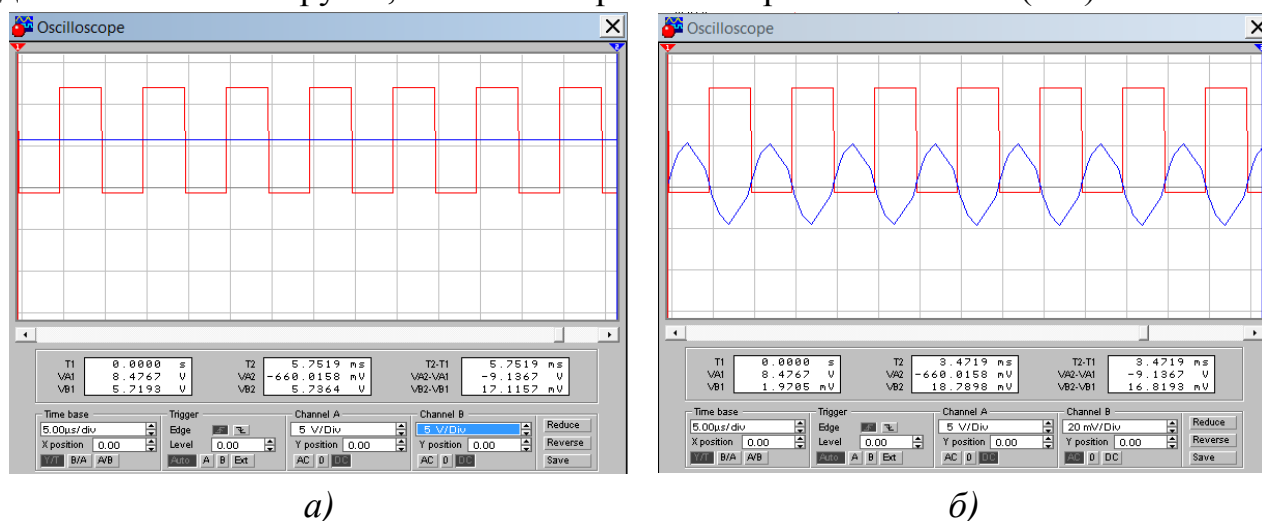 Oscilloscope
T1 0.0000 s T2 5.7519 ms T2-T1 5.7519 ms
VA1 8.4767 V VA2 -660.0158 mV VA2-VA1 -9.1367 V
VB1 5.7193 V VB2 5.7364 V VB2-VB1 17.1157 mV
Time base Trigger Channel A Channel B
5.00µs/div Edge 5 V/Div 5 V/Div Reduce
X position 0.00 Level 0.00 Y position 0.00 Y position 0.00 Reverse
Y/T B/A A/B Auto A B Ext AC 0 DC AC 0 DC Save
а)
Oscilloscope
T1 0.0000 s T2 3.4719 ms T2-T1 3.4719 ms
VA1 8.4767 V VA2 -660.0158 mV VA2-VA1 -9.1367 V
VB1 1.9705 mV VB2 18.7898 mV VB2-VB1 16.8193 mV
Time base Trigger Channel A Channel B
5.00µs/div Edge 5 V/Div 20 mV/Div Reduce
X position 0.00 Level 0.00 Y position 0.00 Y position 0.00 Reverse
Y/T B/A A/B Auto A B Ext AC 0 DC AC 0 DC Save
б)